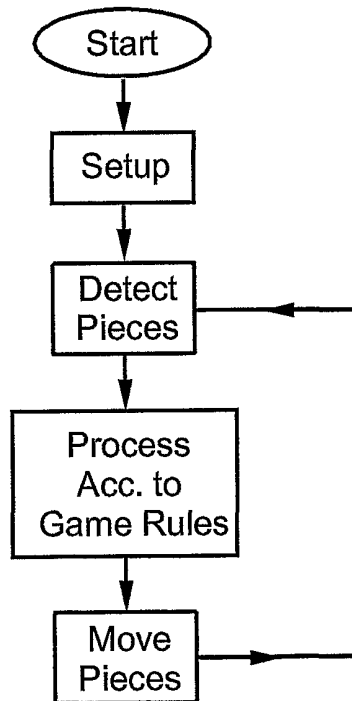 Start
Setup
Detect
Pieces
Process
Acc. to
Game Rules
Move
Pieces